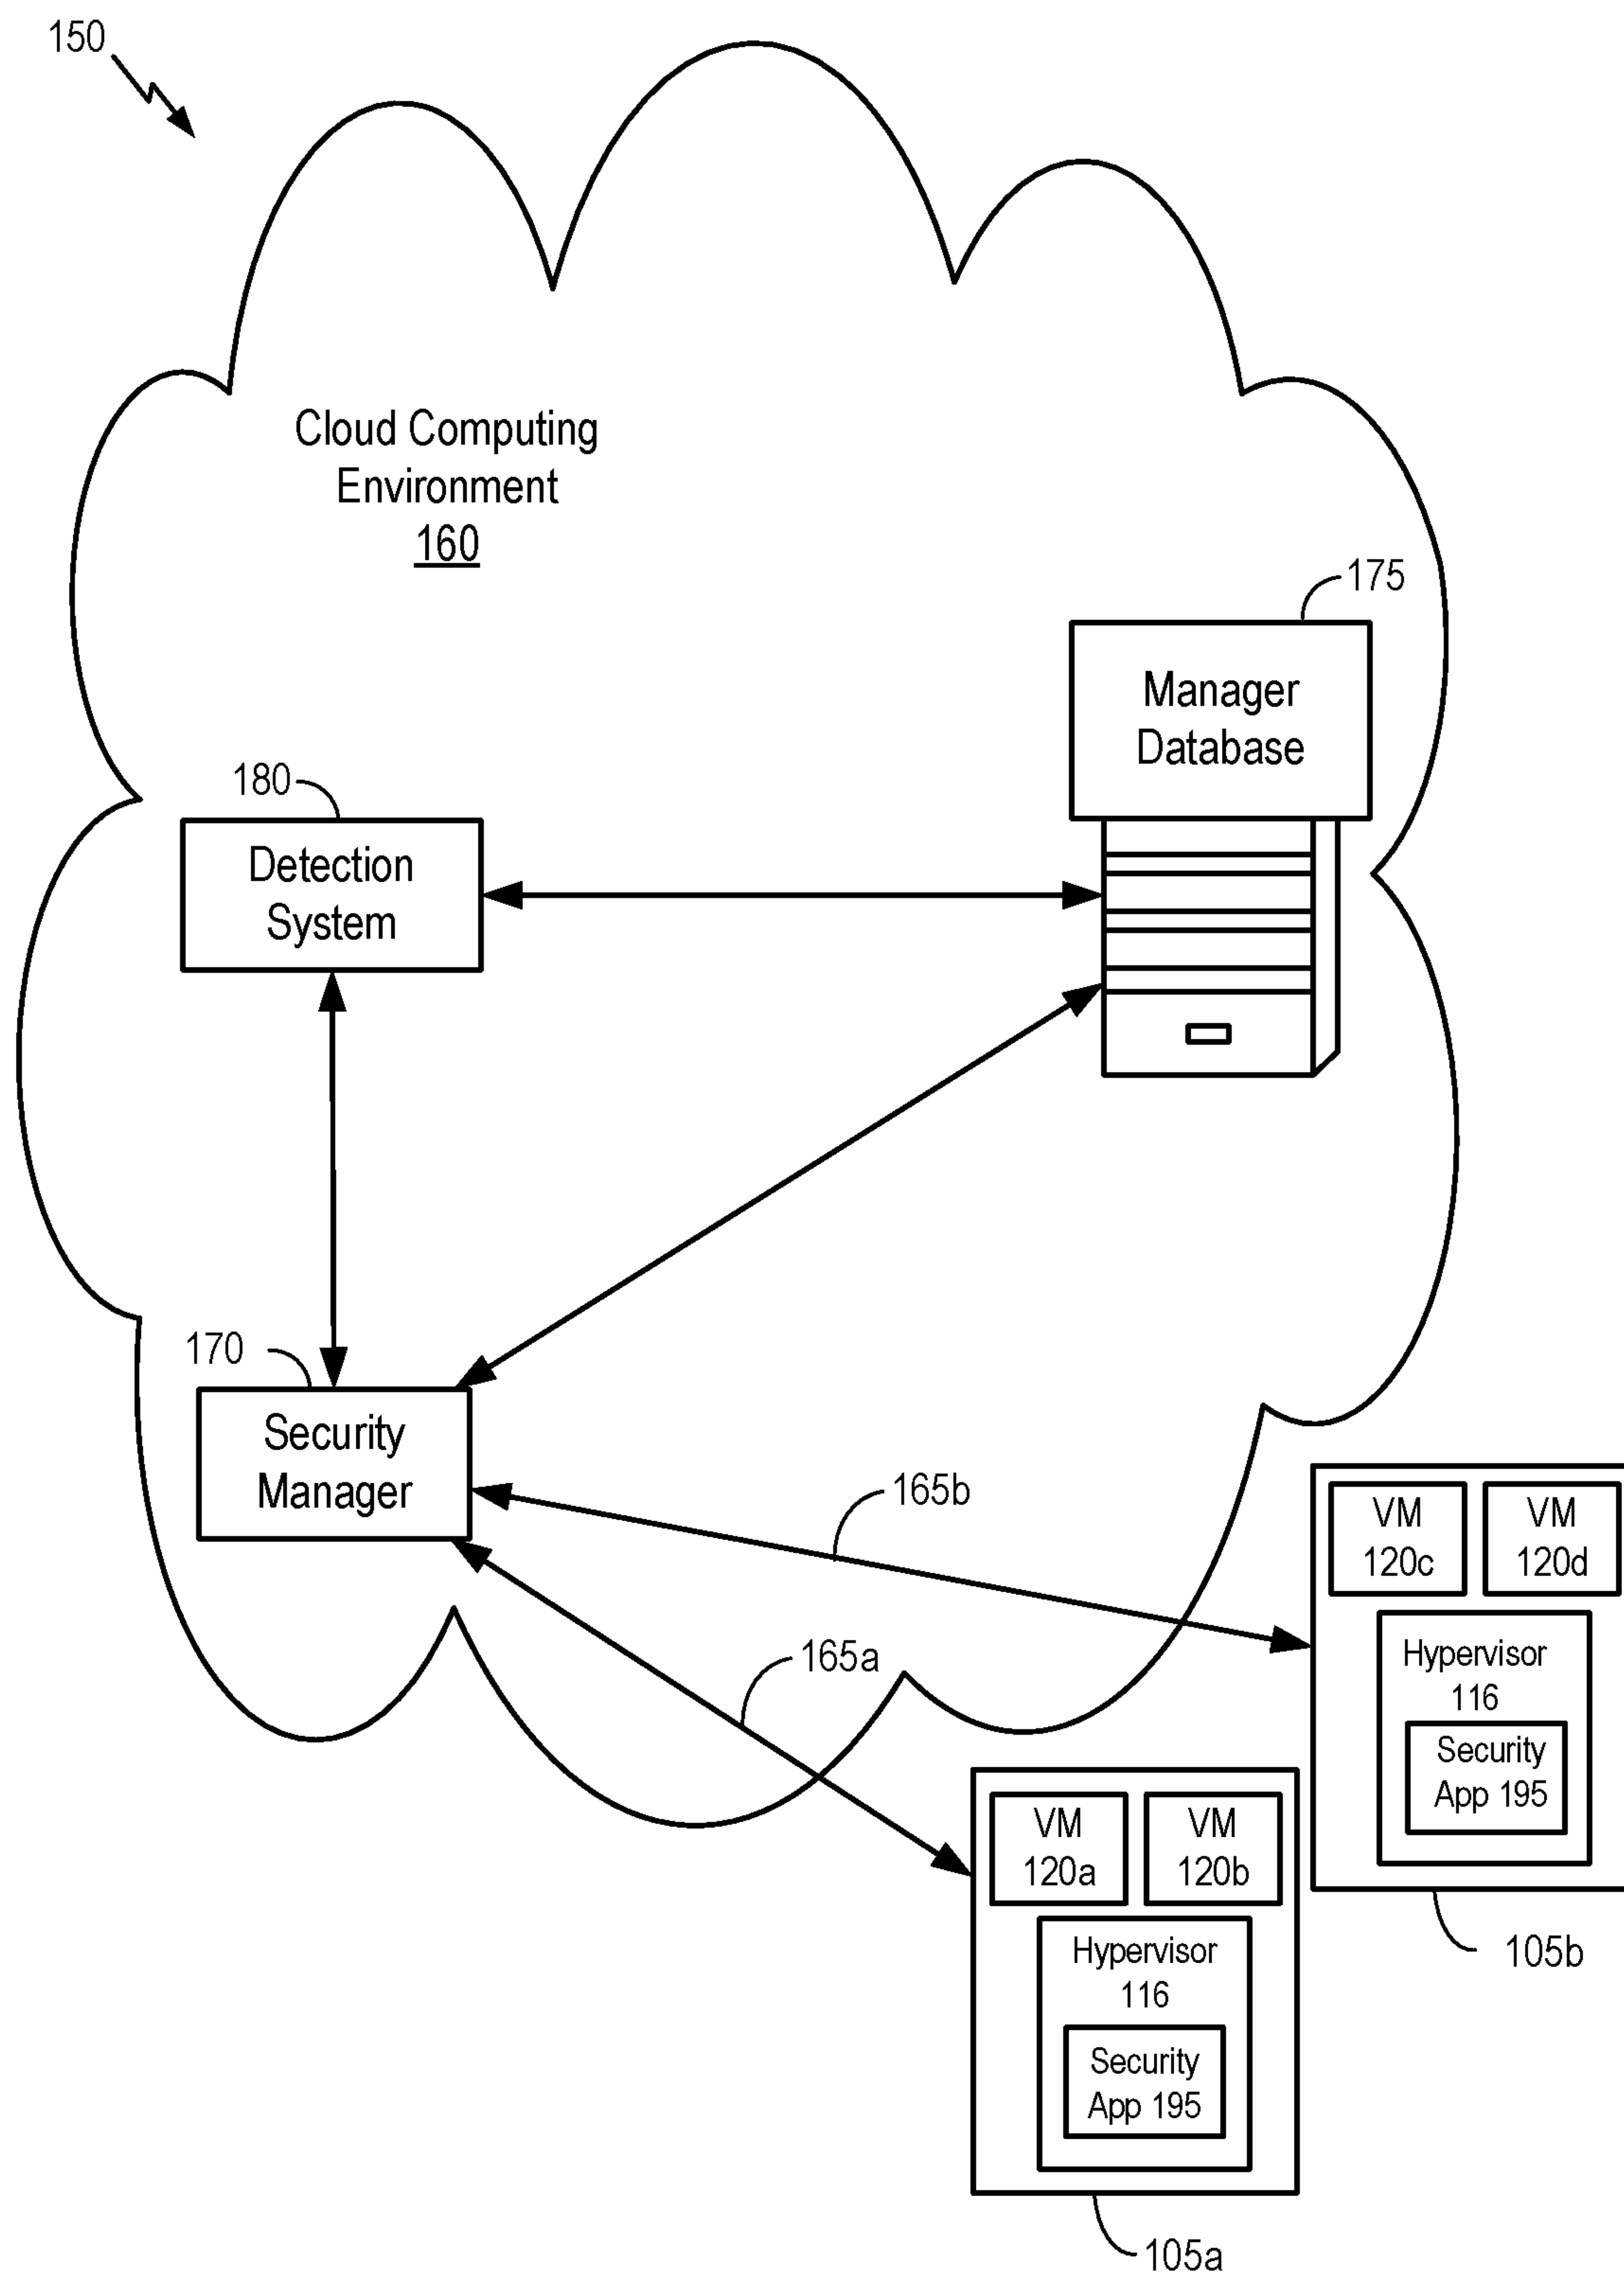 150
Cloud Computing
Environment
160
175
Manager
Database
180
Detection
System
170
Security
Manager
165b
165a
VM
120c
VM
120d
Hypervisor
116
Security
App 195
105b
VM
120a
VM
120b
Hypervisor
116
Security
App 195
105a